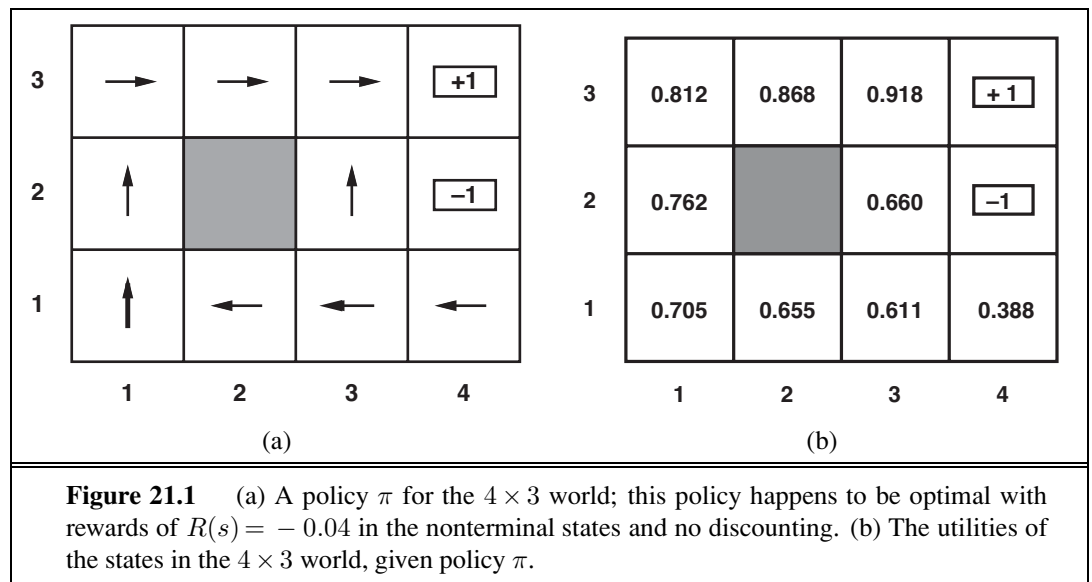 3 +1
2 –1
1
1 2 3 4
(a)
3 0.812 0.868 0.918 + 1
2 0.762 0.660 –1
1 0.705 0.655 0.611 0.388
1 2 3 4
(b)
Figure 21.1 (a) A policy π for the 4 × 3 world; this policy happens to be optimal with
rewards of R(s) = − 0.04 in the nonterminal states and no discounting. (b) The utilities of
the states in the 4 × 3 world, given policy π.